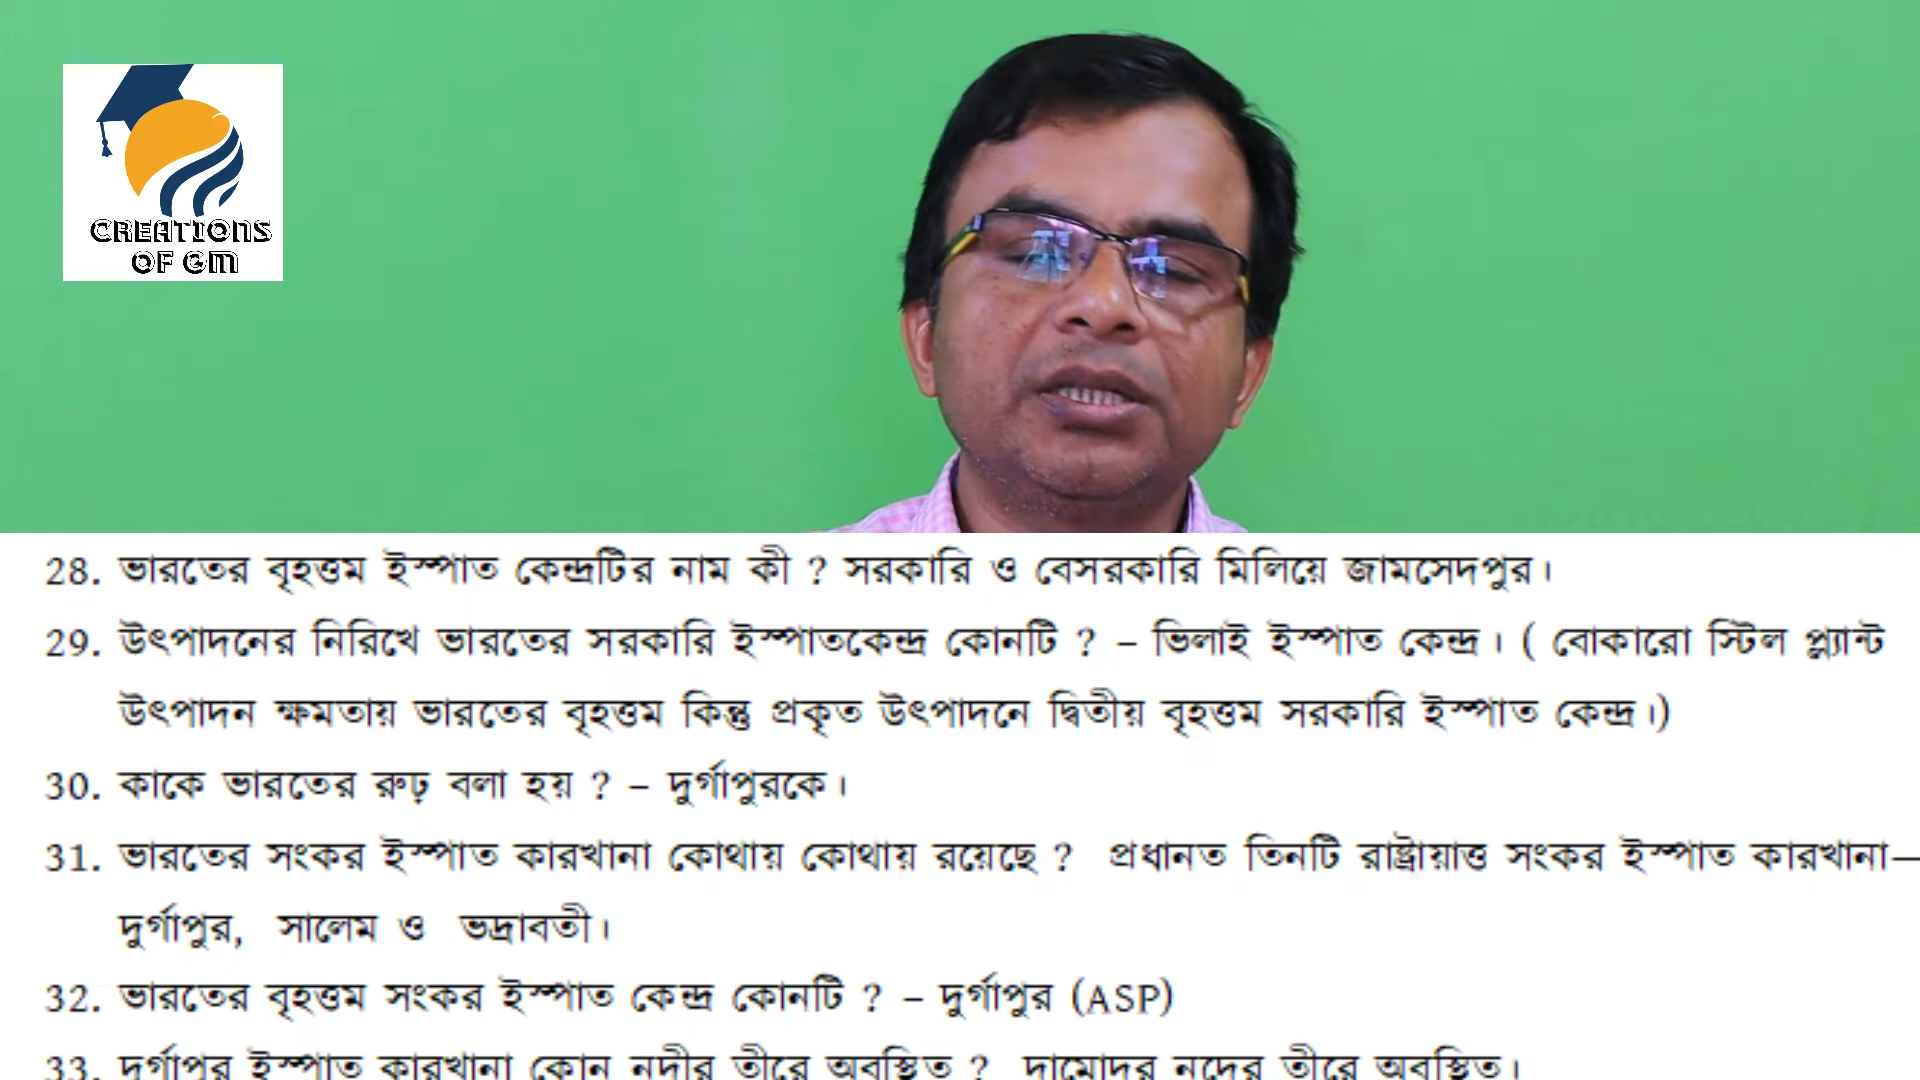 CREATIONS
OF GM
28. ভারতের বৃহত্তম ইস্পাত কেন্দ্রটির নাম কী ? সরকারি ও বেসরকারি মিলিয়ে জামসেদপুর।
29. উৎপাদনের নিরিখে ভারতের সরকারি ইস্পাতকেন্দ্র কোনটি ? – ভিলাই ইস্পাত কেন্দ্র। ( বোকারো স্টিল প্ল্যান্ট
উৎপাদন ক্ষমতায় ভারতের বৃহত্তম কিন্তু প্রকৃত উৎপাদনে দ্বিতীয় বৃহত্তম সরকারি ইস্পাত কেন্দ্র।)
30. কাকে ভারতের রুঢ় বলা হয় ? – দুর্গাপুরকে।
31. ভারতের সংকর ইস্পাত কারখানা কোথায় কোথায় রয়েছে ? প্রধানত তিনটি রাষ্ট্রায়াত্ত সংকর ইস্পাত কারখানা—
দুর্গাপুর, সালেম ও ভদ্রাবতী।
32. ভারতের বৃহত্তম সংকর ইস্পাত কেন্দ্র কোনটি ? – দুর্গাপুর (ASP)
33. দুর্গাপুর ইস্পাত কারখানা কোন নদীর তীরে অবস্থিত ? দামোদর নদের তীরে অবস্থিত।